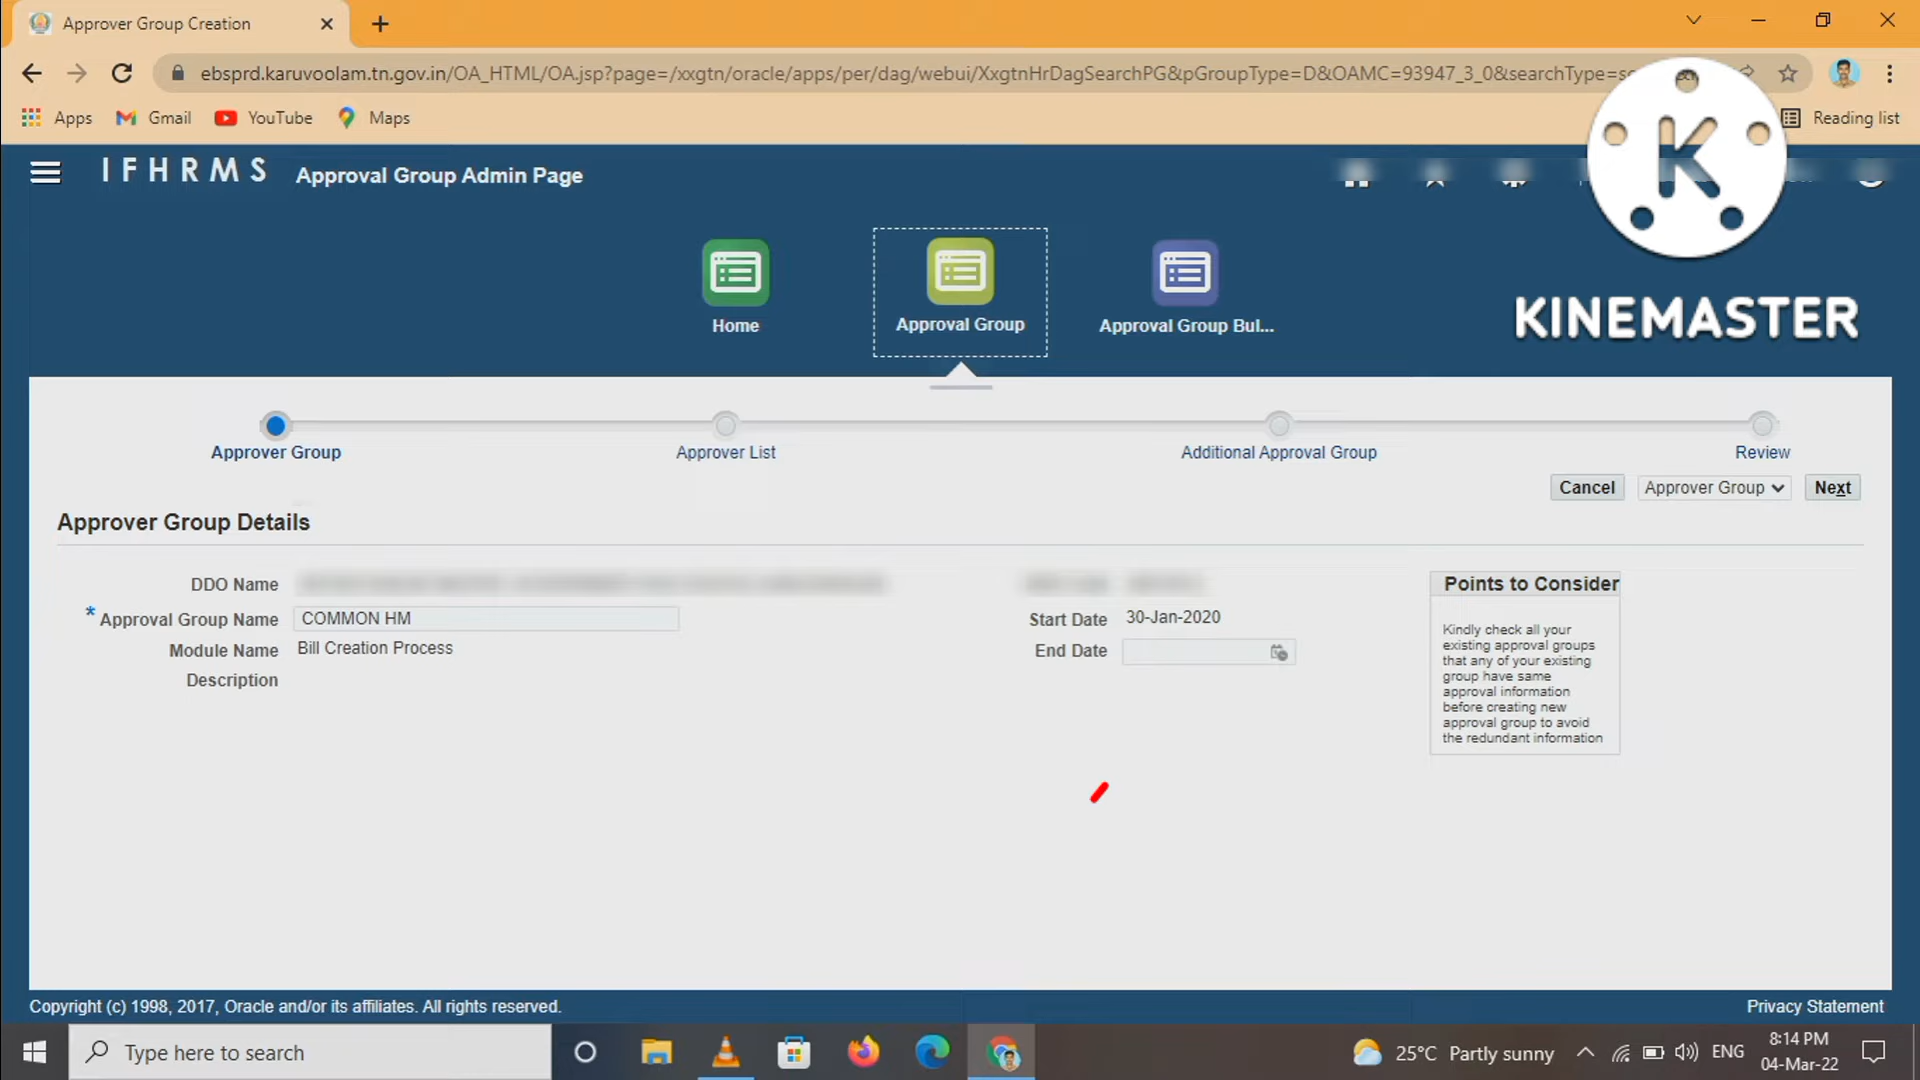 Approver Group Creation
ebsprd.karuvoolam.tn.gov.in/OA_HTML/OA.jsp?page=/xxgtn/oracle/apps/per/dag/webui/XxgtnHrDagSearchPG&pGroupType=D&OAMC=93947_3_0&searchType=
Apps
Gmail
YouTube
Maps
Reading list
IFHRMS
Approval Group Admin Page
K
KINEMASTER
Home
Approval Group
Approval Group Bul...
Approver Group
Approver List
Additional Approval Group
Review
Cancel
Approver Group
Next
Approver Group Details
DDO Name
* Approval Group Name COMMON HM
Module Name Bill Creation Process
Description
Start Date 30-Jan-2020
End Date
Points to Consider
Kindly check all your
existing approval groups
that any of your existing
group have same
approval information
before creating new
approval group to avoid
the redundant information
Copyright (c) 1998, 2017, Oracle and/or its affiliates. All rights reserved.
Privacy Statement
Type here to search
25°C Partly sunny
ENG
8:14 PM
04-Mar-22